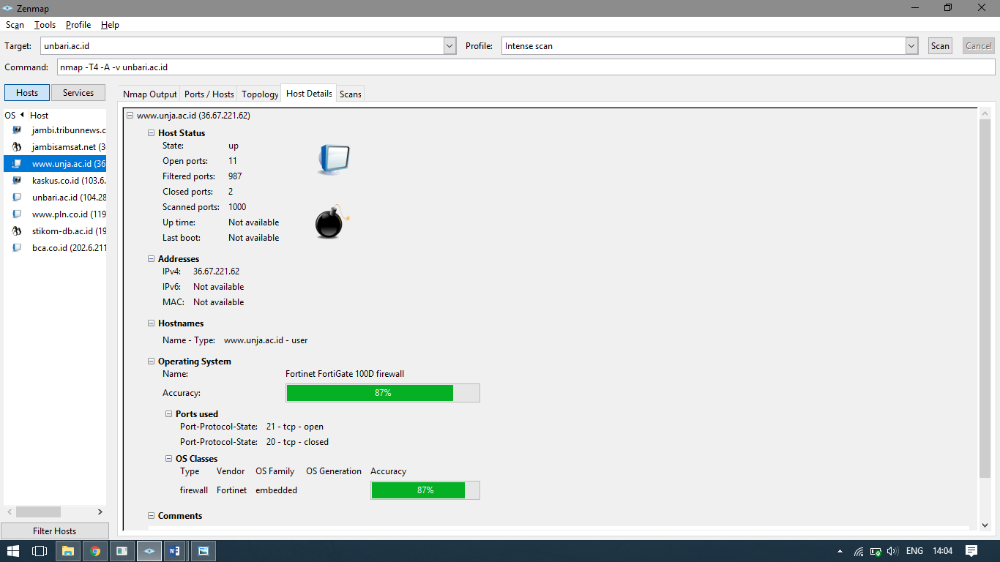 Zenmap
Scan Tools Profile Help
Target: unbari.ac.id Profile: Intense scan Scan Cancel
Command: nmap -T4 -A -v unbari.ac.id
Hosts Services
Nmap Output Ports / Hosts Topology Host Details Scans
OS Host
jambi.tribunnews.c
jambisamsat.net (3
www.unja.ac.id (36
kaskus.co.id (103.6.
unbari.ac.id (104.28
www.pln.co.id (119
stikom-db.ac.id (19
bca.co.id (202.6.211
Filter Hosts
www.unja.ac.id (36.67.221.62)
Host Status
State: up
Open ports: 11
Filtered ports: 987
Closed ports: 2
Scanned ports: 1000
Up time: Not available
Last boot: Not available
Addresses
IPv4: 36.67.221.62
IPv6: Not available
MAC: Not available
Hostnames
Name - Type: www.unja.ac.id - user
Operating System
Name: Fortinet FortiGate 100D firewall
Accuracy: 87%
Ports used
Port-Protocol-State: 21 - tcp - open
Port-Protocol-State: 20 - tcp - closed
OS Classes
Type Vendor OS Family OS Generation Accuracy
firewall Fortinet embedded 87%
Comments
ENG 14:04